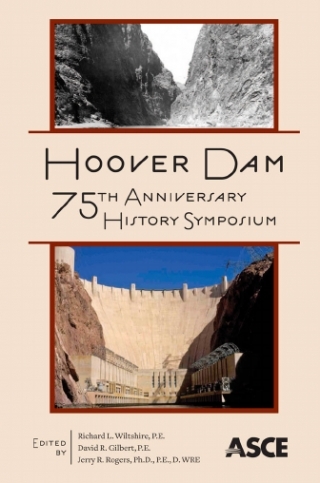 HOOVER DAM
75TH ANNIVERSARY
HISTORY SYMPOSIUM
EDITED BY
Richard L. Wiltshire, P.E.
David R. Gilbert, P.E.
Jerry R. Rogers, Ph.D., P.E., D. WRE
ASCE